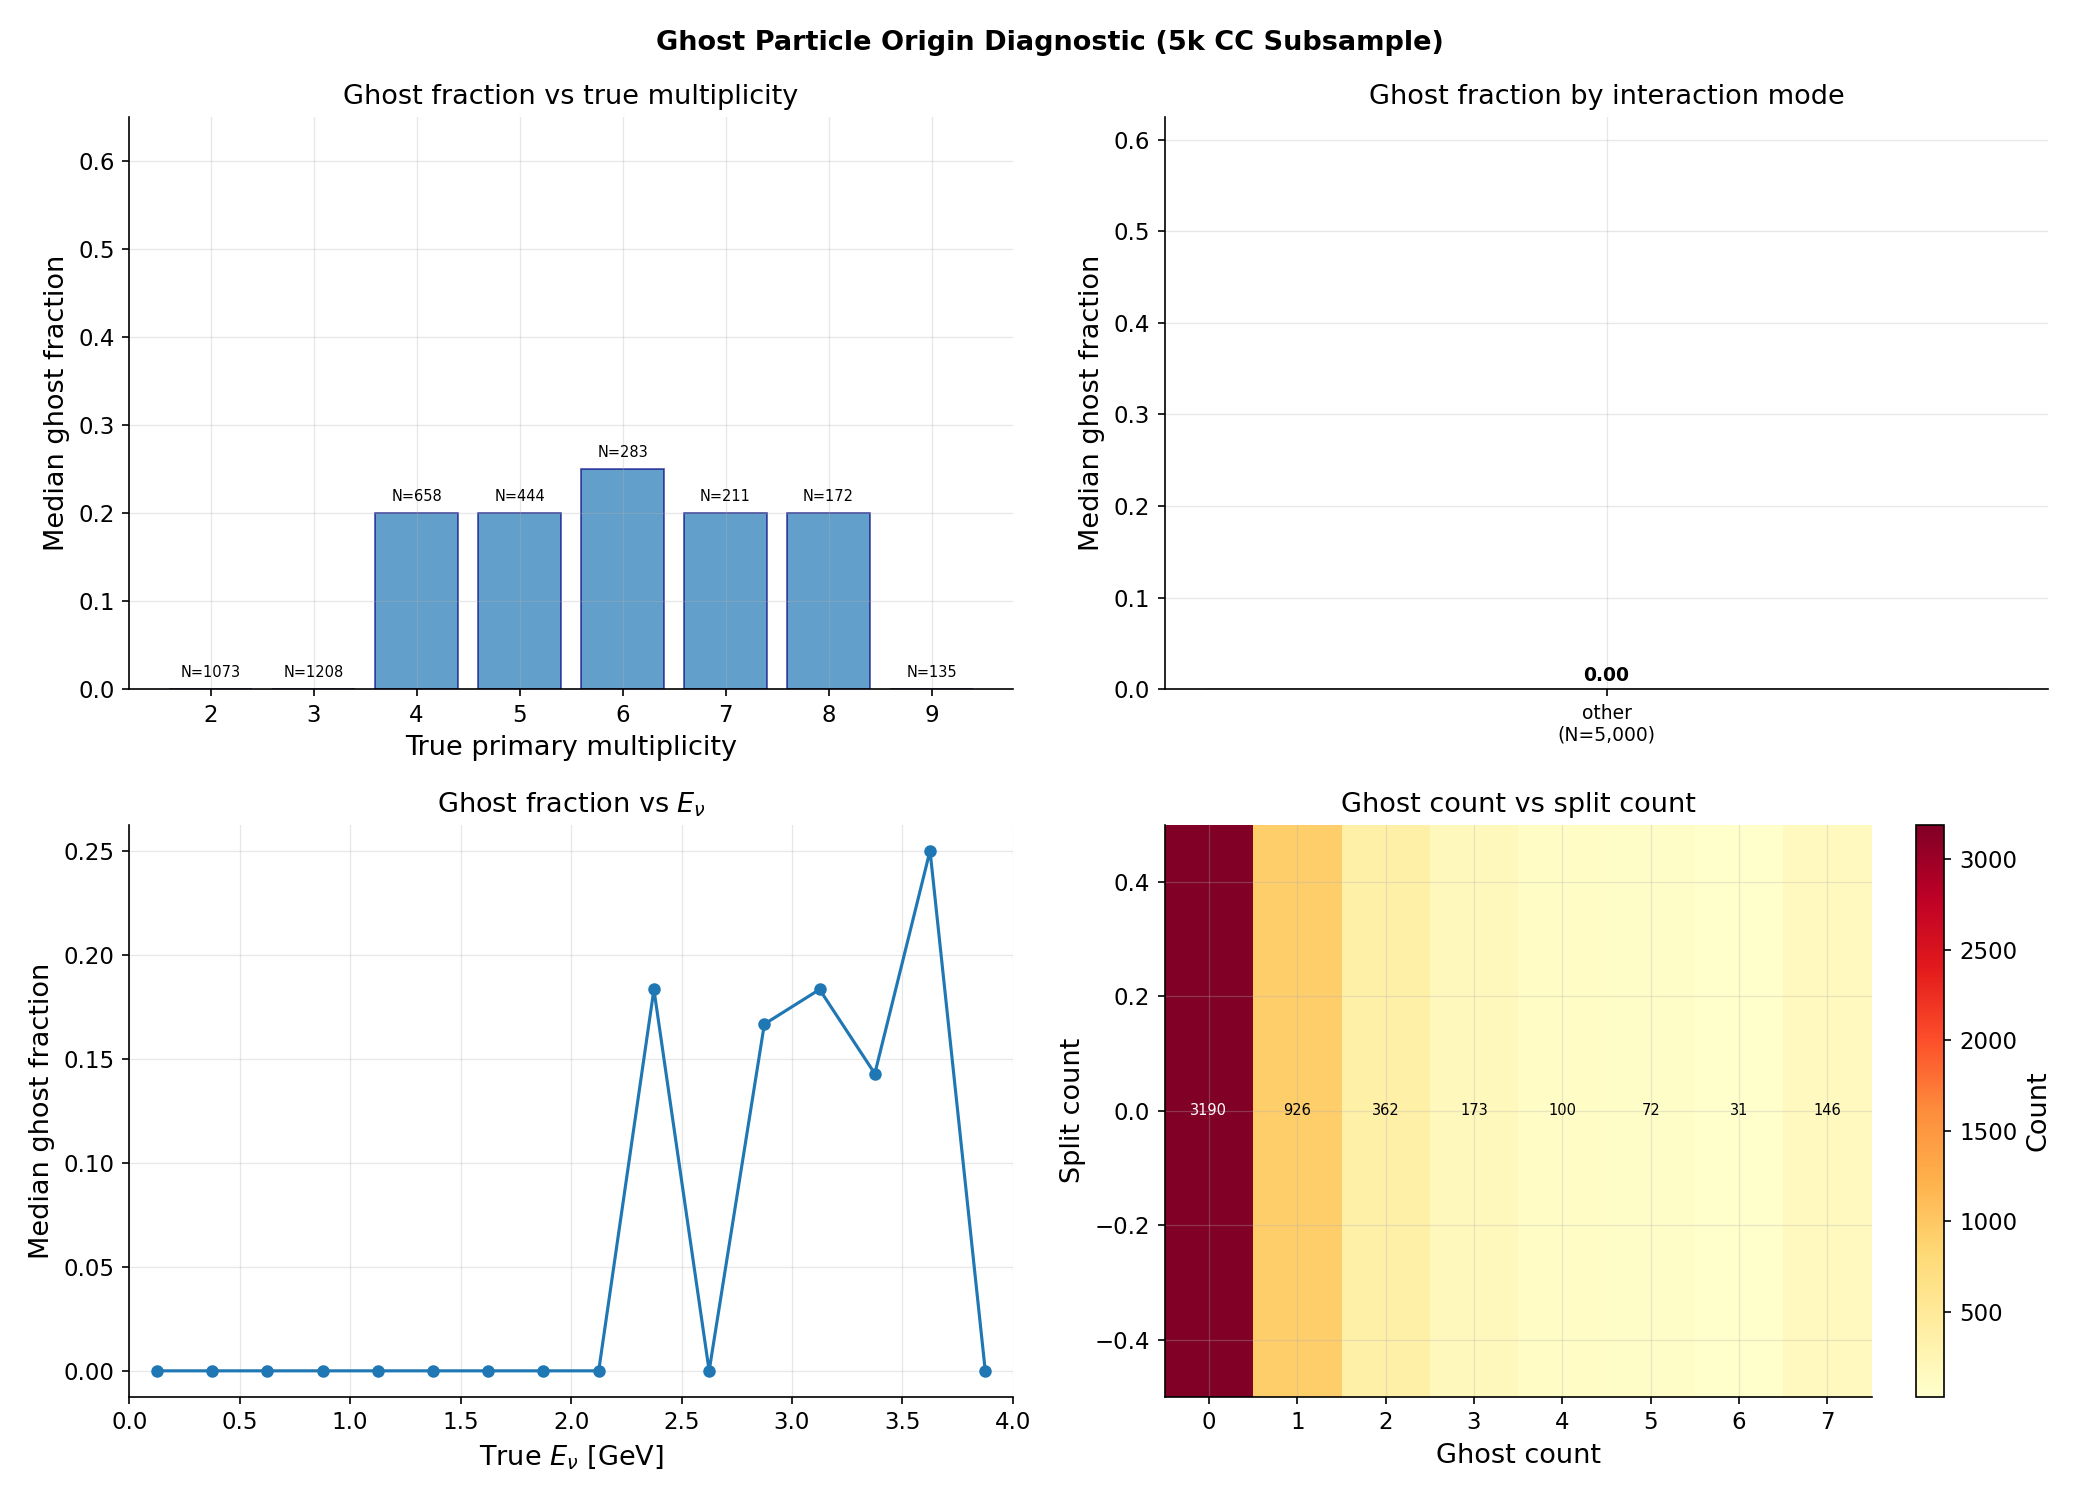 Ghost Particle Origin Diagnostic (5k CC Subsample)
Ghost fraction vs true multiplicity
Median ghost fraction
0.6
0.5
0.4
0.3
0.2
0.1
0.0
N=1073
N=1208
N=658
N=444
N=283
N=211
N=172
N=135
2 3 4 5 6 7 8 9
True primary multiplicity
Ghost fraction by interaction mode
Median ghost fraction
0.6
0.5
0.4
0.3
0.2
0.1
0.0
0.00
other
(N=5,000)
Ghost fraction vs Eν
Median ghost fraction
0.25
0.20
0.15
0.10
0.05
0.00
0.0 0.5 1.0 1.5 2.0 2.5 3.0 3.5 4.0
True Eν [GeV]
Ghost count vs split count
Split count
0.4
0.2
0.0
−0.2
−0.4
3190 926 362 173 100 72 31 146
0 1 2 3 4 5 6 7
Ghost count
3000
2500
2000
1500
1000
500
Count